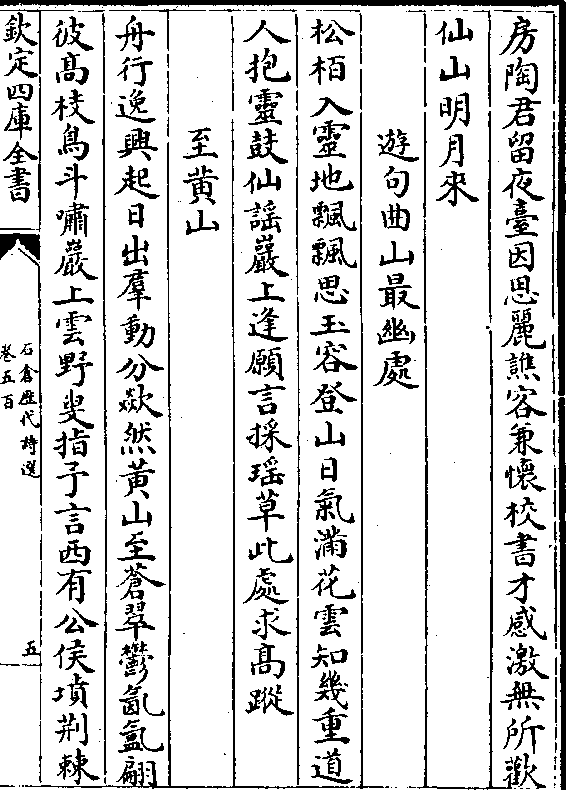 房陶君留夜臺因思麗譙客兼懷校書才感激無所歡
仙山明月來
遊句曲山最幽處
松栢入靈地飄飄思玉容登山日氣滿花雲知幾重道
人抱靈鼓仙謡巖上逢願言採瑶草此處求髙蹤
至黄山
舟行逸興起日出羣動分歘然黄山至蒼翠鬱氤氲翩
彼髙枝鳥斗嘯巖上雲野叟指予言西有公侯墳荆棘
欽定四庫全書
石倉歴代詩選
卷五百
五